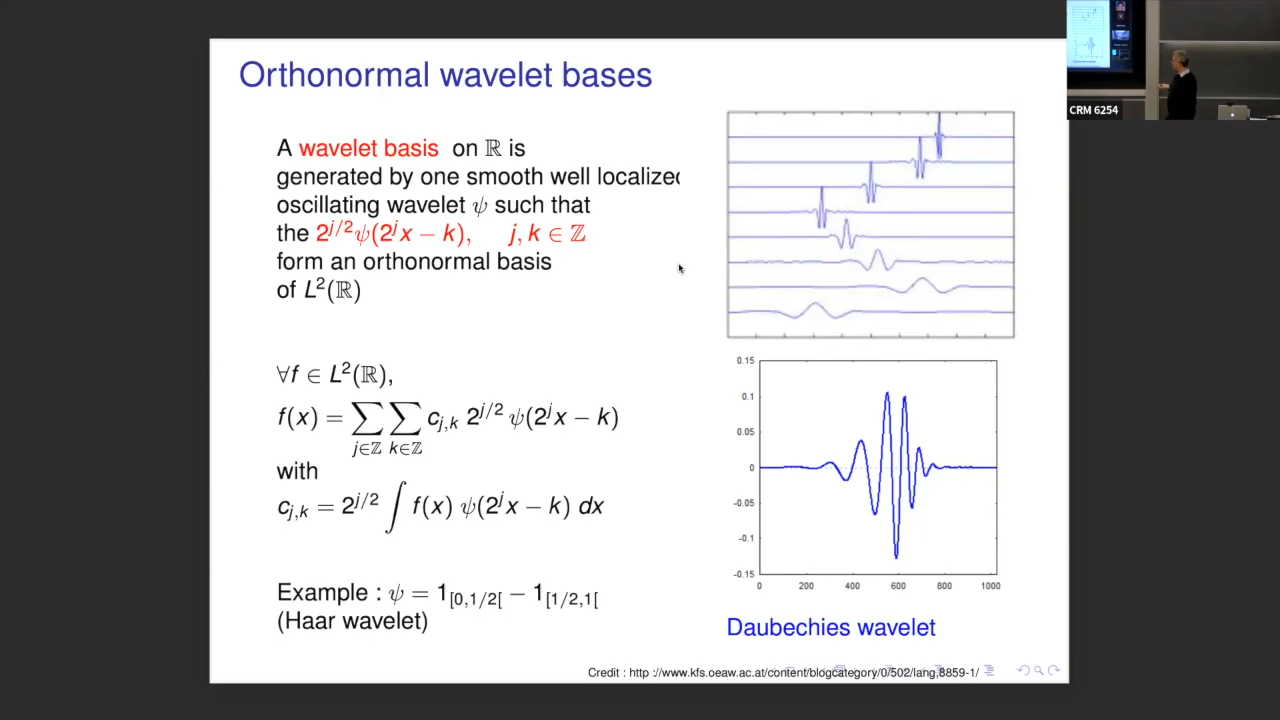 Orthonormal wavelet bases
CRM 6254
A wavelet basis on ℝ is
generated by one smooth well localized
oscillating wavelet ψ such that
the 2^{j/2}ψ(2^j x − k), j, k ∈ ℤ
form an orthonormal basis
of L²(ℝ)
∀f ∈ L²(ℝ),
f(x) = ∑_{j∈ℤ} ∑_{k∈ℤ} c_{j,k} 2^{j/2} ψ(2^j x − k)
with
c_{j,k} = 2^{j/2} ∫ f(x) ψ(2^j x − k) dx
Example : ψ = 1_{[0,1/2[} − 1_{[1/2,1[}
(Haar wavelet)
0.15
0.1
0.05
0
-0.05
-0.1
-0.15
0 200 400 600 800 1000
Daubechies wavelet
Credit : http ://www.kfs.oeaw.ac.at/content/blogcategory/0/502/lang,8859-1/